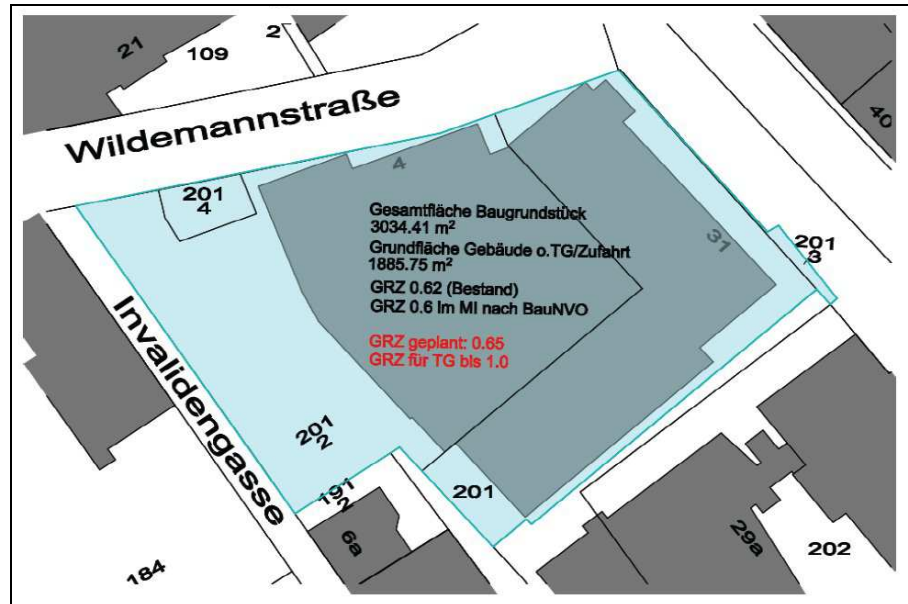 21
109
2
40
Wildemannstraße
4
201
4
31
201
3
Gesamtfläche Baugrundstück
3034.41 m²
Grundfläche Gebäude o.TG/Zufahrt
1885.75 m²
GRZ 0.62 (Bestand)
GRZ 0.6 im MI nach BauNVO
GRZ geplant: 0.65
GRZ für TG bis 1.0
Invalidengasse
201
2
191
2
201
6a
29a
202
184